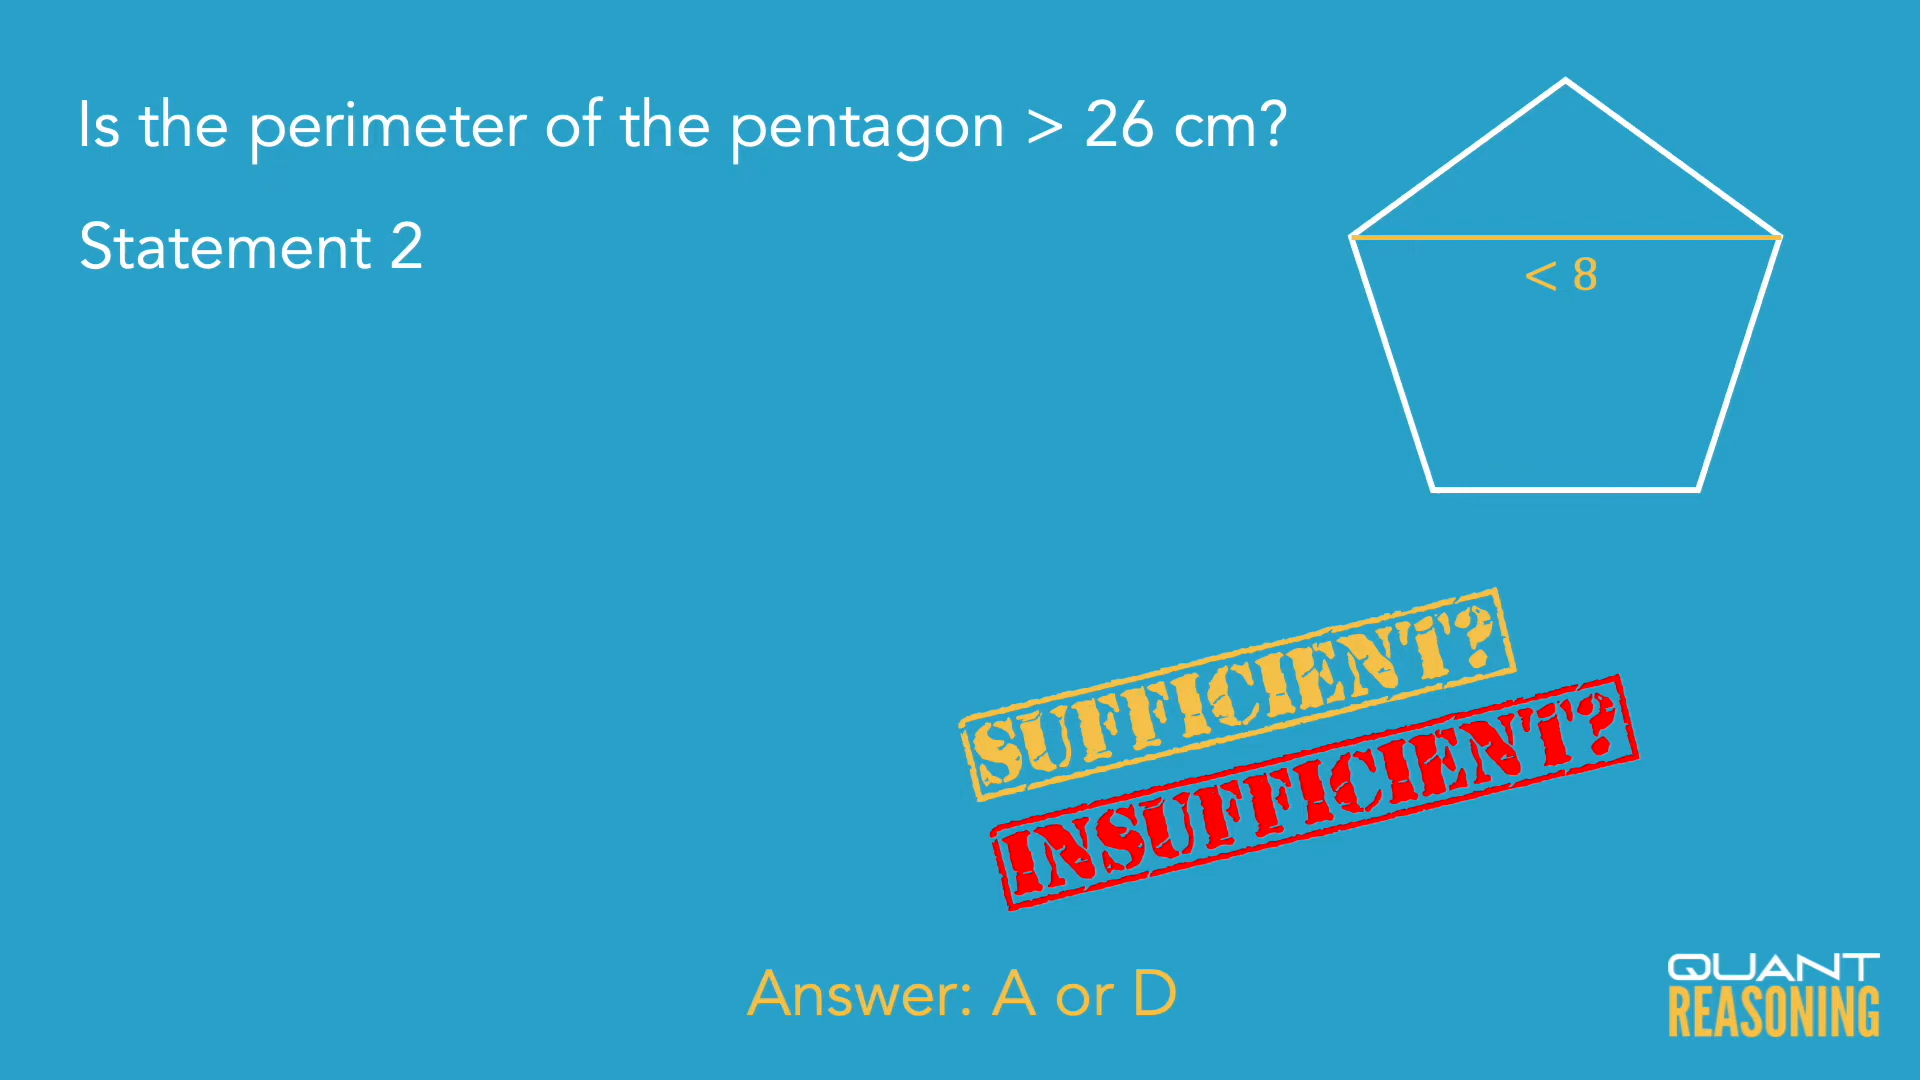 Is the perimeter of the pentagon > 26 cm?
Statement 2
< 8
SUFFICIENT?
INSUFFICIENT?
Answer: A or D
QUANT
REASONING